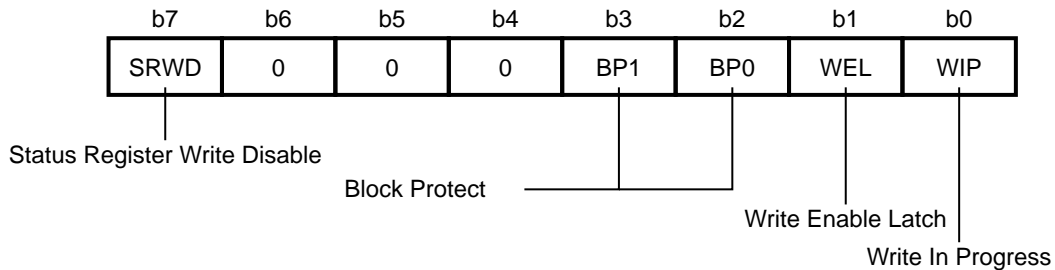 b7 b6 b5 b4 b3 b2 b1 b0
SRWD 0 0 0 BP1 BP0 WEL WIP
Status Register Write Disable
Block Protect
Write Enable Latch
Write In Progress